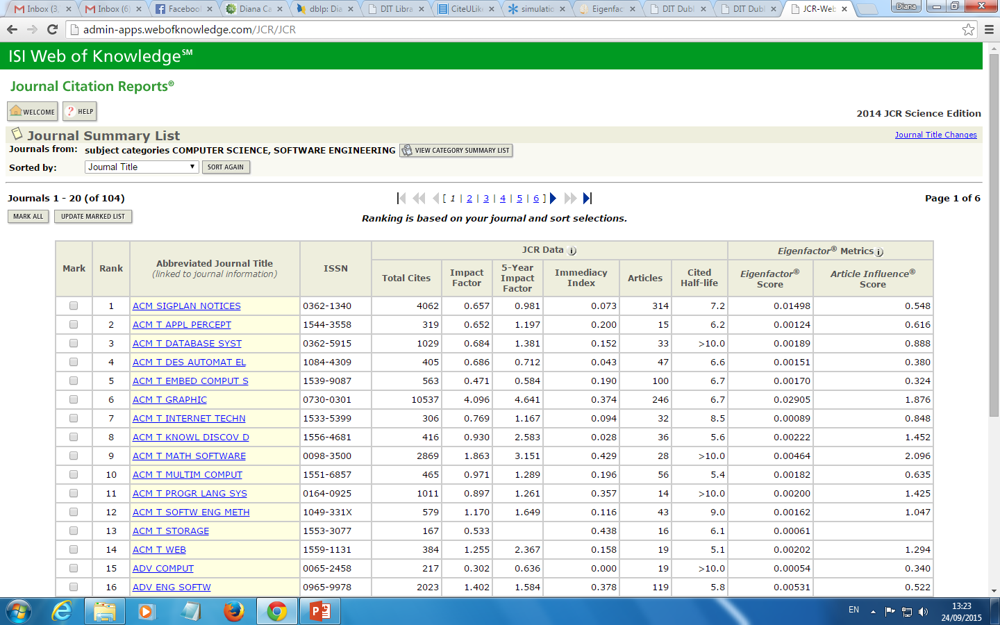 Inbox (3,
Inbox (6)
Facebook
Diana Ca
dblp: Dia
DIT Libra
CiteULike
simulatio
Eigenfac
DIT Dubl
DIT Dubl
JCR-Web
Diana
admin-apps.webofknowledge.com/JCR/JCR
ISI Web of Knowledge℠
Journal Citation Reports®
WELCOME ? HELP
2014 JCR Science Edition
Journal Summary List
Journal Title Changes
Journals from: subject categories COMPUTER SCIENCE, SOFTWARE ENGINEERING VIEW CATEGORY SUMMARY LIST
Sorted by: Journal Title SORT AGAIN
Journals 1 - 20 (of 104)
[ 1 | 2 | 3 | 4 | 5 | 6 ]
Page 1 of 6
MARK ALL UPDATE MARKED LIST
Ranking is based on your journal and sort selections.
Mark Rank Abbreviated Journal Title (linked to journal information) ISSN JCR Data i Eigenfactor® Metrics i
Total Cites Impact Factor 5-Year Impact Factor Immediacy Index Articles Cited Half-life Eigenfactor® Score Article Influence® Score
1 ACM SIGPLAN NOTICES 0362-1340 4062 0.657 0.981 0.073 314 7.2 0.01498 0.548
2 ACM T APPL PERCEPT 1544-3558 319 0.652 1.197 0.200 15 6.2 0.00124 0.616
3 ACM T DATABASE SYST 0362-5915 1029 0.684 1.381 0.152 33 >10.0 0.00189 0.888
4 ACM T DES AUTOMAT EL 1084-4309 405 0.686 0.712 0.043 47 6.6 0.00151 0.380
5 ACM T EMBED COMPUT S 1539-9087 563 0.471 0.584 0.190 100 6.7 0.00170 0.324
6 ACM T GRAPHIC 0730-0301 10537 4.096 4.641 0.374 246 6.7 0.02905 1.876
7 ACM T INTERNET TECHN 1533-5399 306 0.769 1.167 0.094 32 8.5 0.00089 0.848
8 ACM T KNOWL DISCOV D 1556-4681 416 0.930 2.583 0.028 36 5.6 0.00222 1.452
9 ACM T MATH SOFTWARE 0098-3500 2869 1.863 3.151 0.429 28 >10.0 0.00464 2.096
10 ACM T MULTIM COMPUT 1551-6857 465 0.971 1.289 0.196 56 5.4 0.00182 0.635
11 ACM T PROGR LANG SYS 0164-0925 1011 0.897 1.261 0.357 14 >10.0 0.00200 1.425
12 ACM T SOFTW ENG METH 1049-331X 579 1.170 1.649 0.116 43 9.0 0.00162 1.047
13 ACM T STORAGE 1553-3077 167 0.533 0.438 16 6.1 0.00061
14 ACM T WEB 1559-1131 384 1.255 2.367 0.158 19 5.1 0.00202 1.294
15 ADV COMPUT 0065-2458 217 0.302 0.636 0.000 19 >10.0 0.00054 0.340
16 ADV ENG SOFTW 0965-9978 2023 1.402 1.584 0.378 119 5.8 0.00531 0.522
EN
13:23
24/09/2015